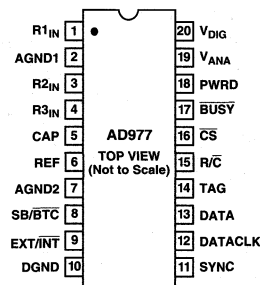 R1IN 1 20 VDIG
AGND1 2 19 VANA
R2IN 3 18 PWRD
R3IN 4 17 BUSY
CAP 5 AD977 16 CS
REF 6 TOP VIEW 15 R/C
(Not to Scale)
AGND2 7 14 TAG
SB/BTC 8 13 DATA
EXT/INT 9 12 DATACLK
DGND 10 11 SYNC